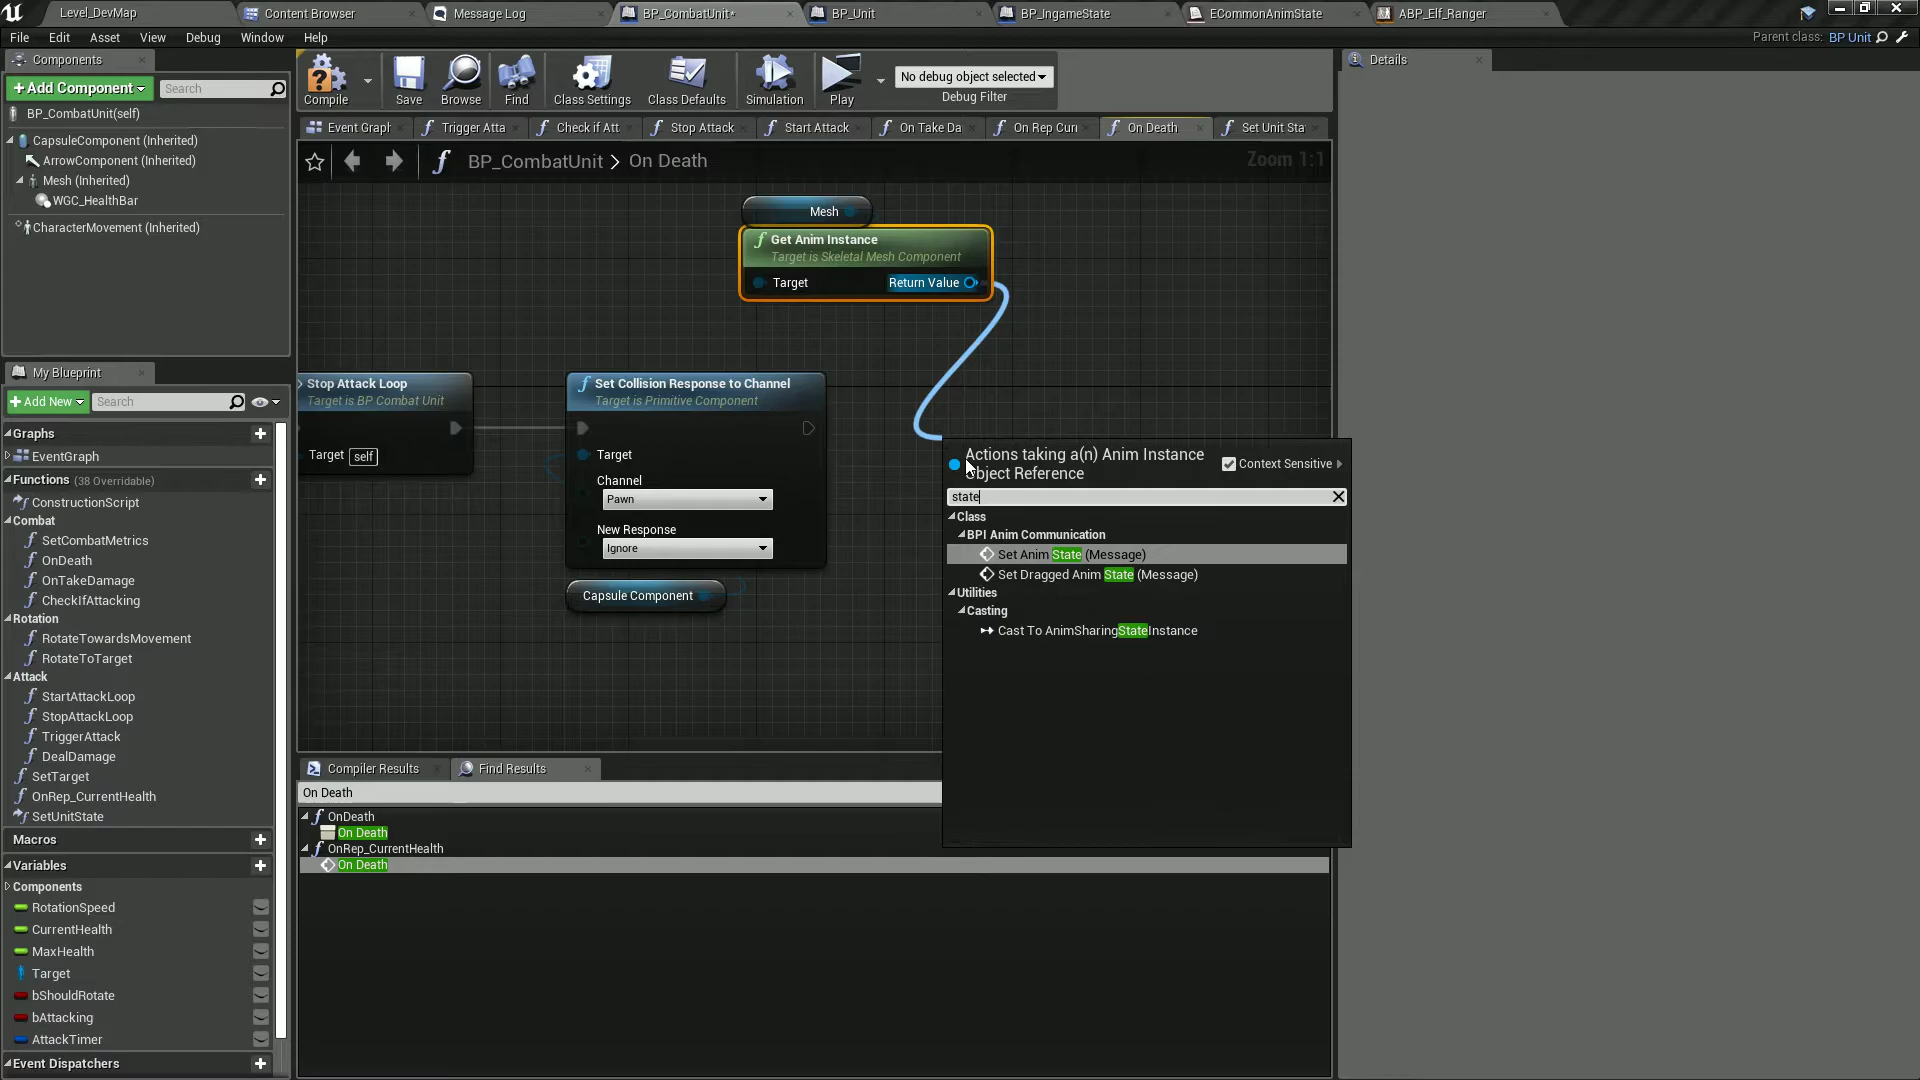 Level_DevMap
Content Browser
Message Log
BP_CombatUnit*
BP_Unit
BP_IngameState
ECommonAnimState
ABP_Elf_Ranger
File Edit Asset View Debug Window Help
Parent class: BP Unit
Components
+Add Component
Search
BP_CombatUnit(self)
CapsuleComponent (Inherited)
ArrowComponent (Inherited)
Mesh (Inherited)
WGC_HealthBar
CharacterMovement (Inherited)
Compile
Save
Browse
Find
Class Settings
Class Defaults
Simulation
Play
No debug object selected
Debug Filter
Details
Event Graph
Trigger Atta
Check if Att
Stop Attack
Start Attack
On Take Da
On Rep Curr
On Death
Set Unit Sta
BP_CombatUnit > On Death
Zoom 1:1
Mesh
Get Anim Instance
Target is Skeletal Mesh Component
Target
Return Value
Stop Attack Loop
Target is BP Combat Unit
Target self
Set Collision Response to Channel
Target is Primitive Component
Target
Channel
Pawn
New Response
Ignore
Capsule Component
Actions taking a(n) Anim Instance
Object Reference
Context Sensitive
state
Class
BPI Anim Communication
Set Anim State (Message)
Set Dragged Anim State (Message)
Utilities
Casting
Cast To AnimSharingStateInstance
My Blueprint
+Add New
Search
Graphs
EventGraph
Functions (38 Overridable)
ConstructionScript
Combat
SetCombatMetrics
OnDeath
OnTakeDamage
CheckIfAttacking
Rotation
RotateTowardsMovement
RotateToTarget
Attack
StartAttackLoop
StopAttackLoop
TriggerAttack
DealDamage
SetTarget
OnRep_CurrentHealth
SetUnitState
Macros
Variables
Components
RotationSpeed
CurrentHealth
MaxHealth
Target
bShouldRotate
bAttacking
AttackTimer
Event Dispatchers
Compiler Results
Find Results
On Death
OnDeath
On Death
OnRep_CurrentHealth
On Death